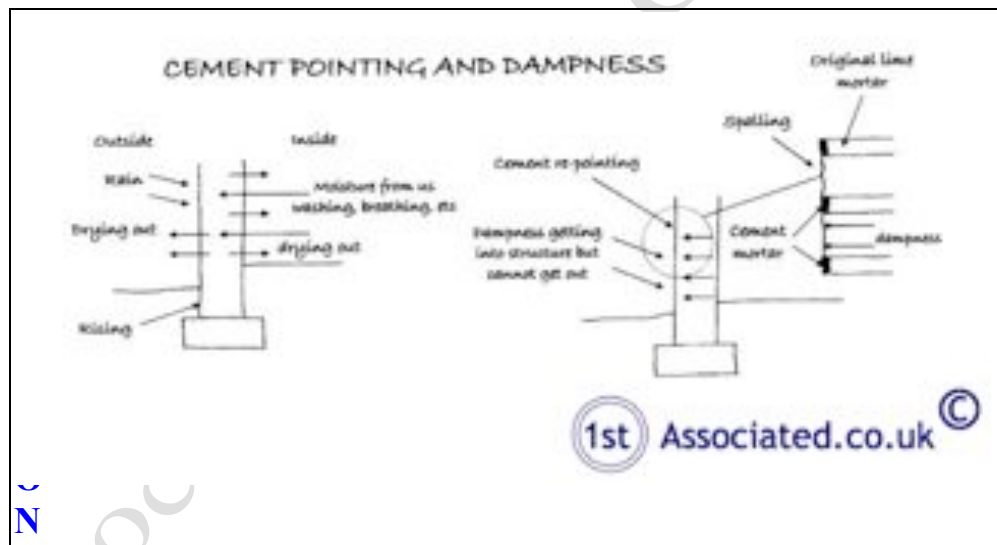 CEMENT POINTING AND DAMPNESS
Outside
Inside
Rain
Moisture from us
washing, breathing, etc
Drying out
drying out
Rising
Original lime
mortar
Spalling
Cement re-pointing
Dampness getting
into structure but
cannot get out
Cement
mortar
dampness
1st Associated.co.uk ©
N